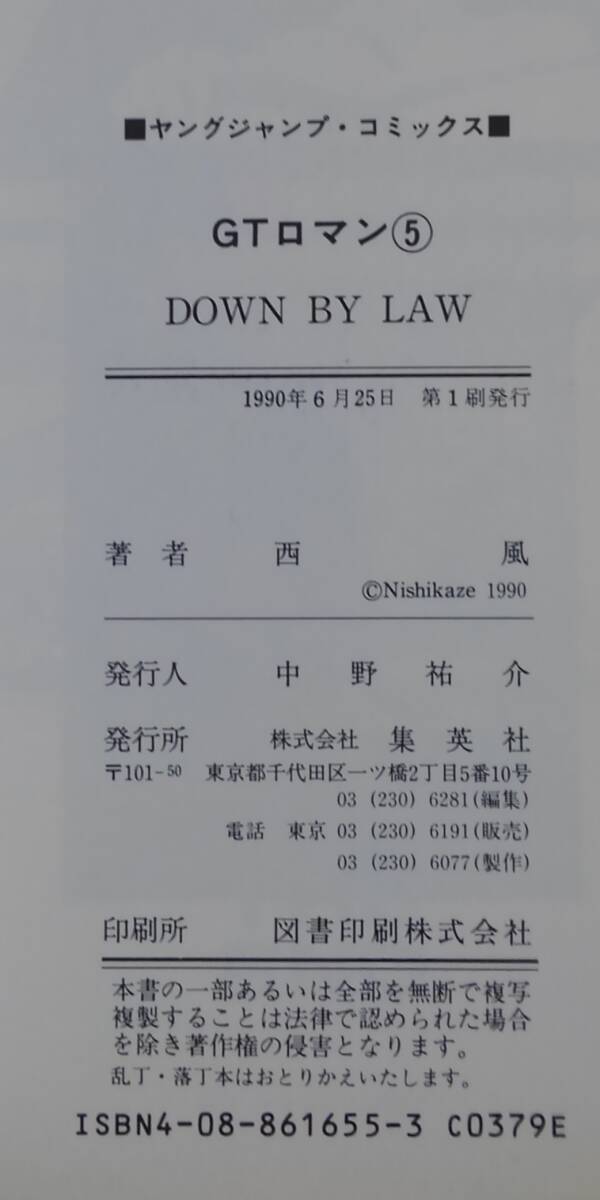 ■ヤングジャンプ・コミックス■
GTロマン⑤
DOWN BY LAW
1990年6月25日 第1刷発行
著者 西風
©Nishikaze 1990
発行人 中野祐介
発行所 株式会社 集英社
〒101-50 東京都千代田区一ツ橋2丁目5番10号
03 (230) 6281(編集)
電話 東京 03 (230) 6191(販売)
03 (230) 6077(製作)
印刷所 図書印刷株式会社
本書の一部あるいは全部を無断で複写
複製することは法律で認められた場合
を除き著作権の侵害となります。
乱丁・落丁本はおとりかえいたします。
ISBN4-08-861655-3 C0379E